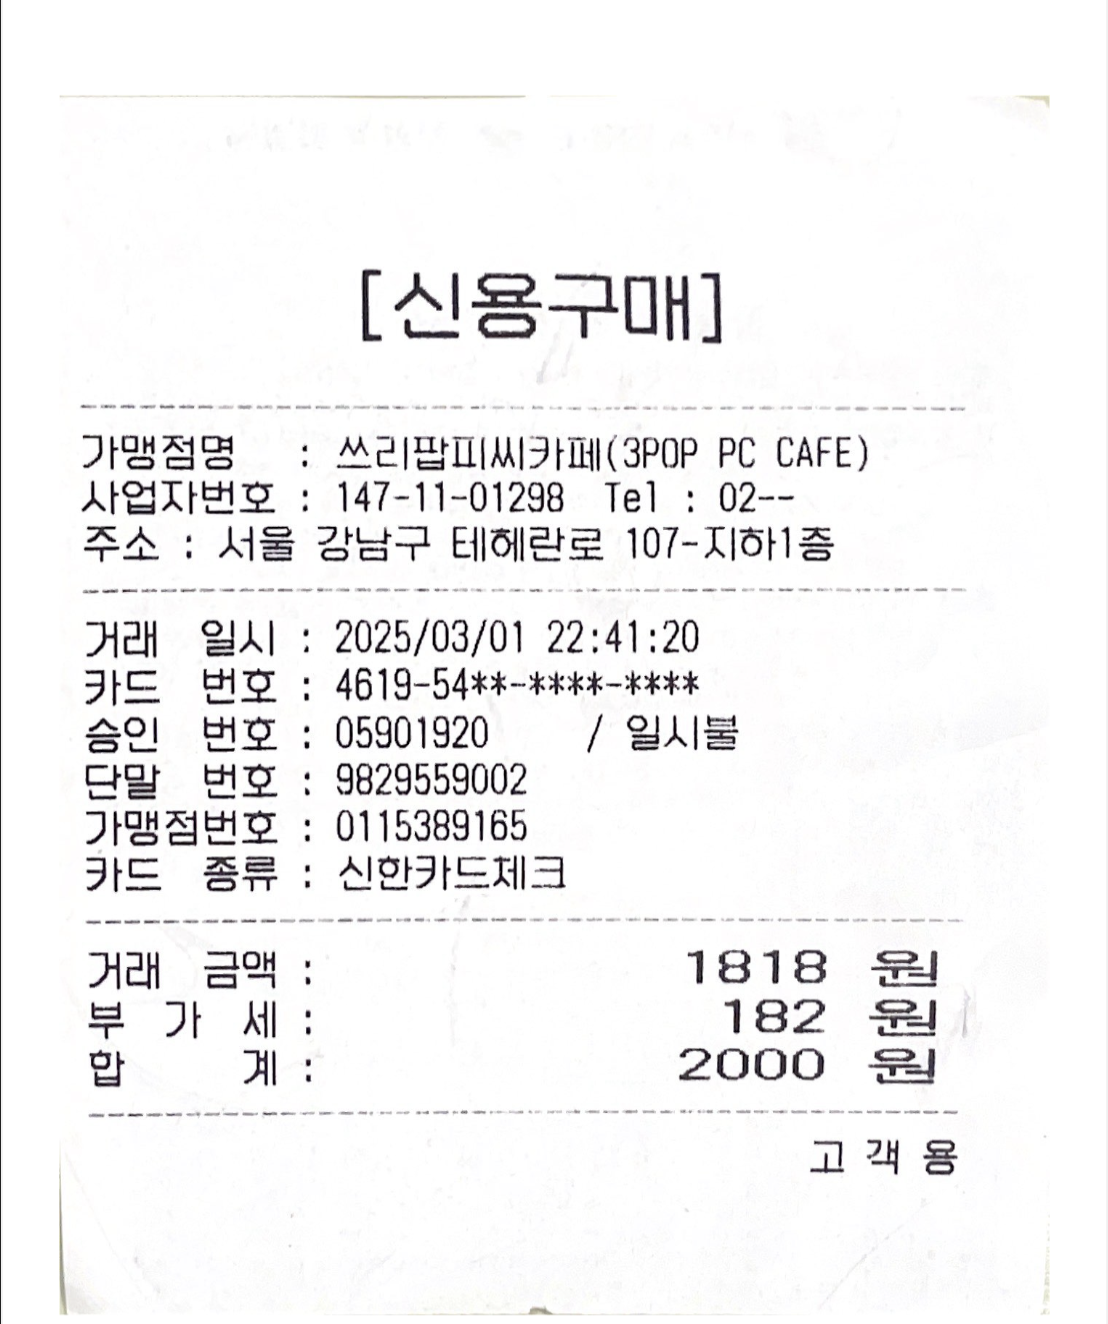 [신용구매]
가맹점명 : 쓰리팝피씨카페(3POP PC CAFE)
사업자번호 : 147-11-01298 Tel : 02--
주소 : 서울 강남구 테헤란로 107-지하1층
거래 일시 : 2025/03/01 22:41:20
카드 번호 : 4619-54**-****-****
승인 번호 : 05901920 / 일시불
단말 번호 : 9829559002
가맹점번호 : 0115389165
카드 종류 : 신한카드체크
거래 금액 : 1818 원
부 가 세 : 182 원
합 계 : 2000 원
고 객 용